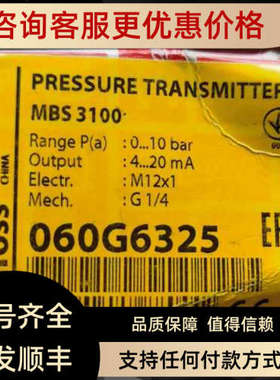 咨询客服更优惠价格
PRESSURE TRANSMITTER
MBS 3100
Range P(a) : 0...10 bar
Output : 4...20 mA
Electr. : M12x1
Mech. : G 1/4
OSS
CHINA
060G6325
号齐全
品质保障 值得信赖
发顺丰
支持任何付款方式